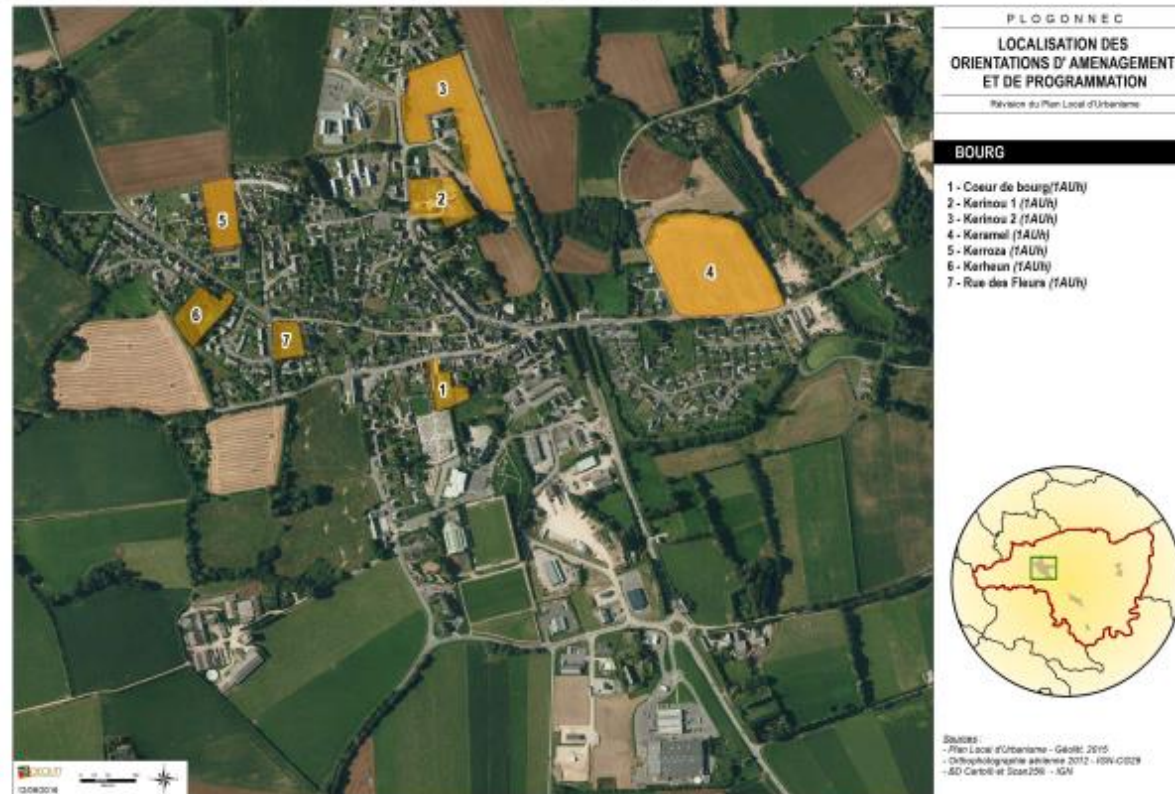 PLOGONNEC
LOCALISATION DES
ORIENTATIONS D' AMENAGEMENT
ET DE PROGRAMMATION
Révision du Plan Local d'Urbanisme
BOURG
1 - Coeur de bourg(1AUh)
2 - Kerinou 1 (1AUh)
3 - Kerinou 2 (1AUh)
4 - Keramel (1AUh)
5 - Kerroza (1AUh)
6 - Kerheun (1AUh)
7 - Rue des Fleurs (1AUh)
3
2
5
4
6
7
1
Sources :
- Plan Local d'Urbanisme - Géolitt, 2015
- Orthophotographie aérienne 2012 - IGN-CG29
- BD Carto® et Scan25® - IGN